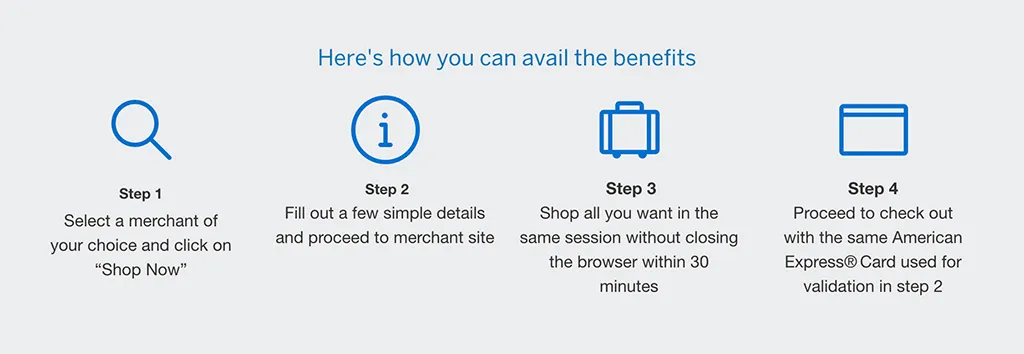 Here's how you can avail the benefits
Step 1
Select a merchant of
your choice and click on
“Shop Now”
Step 2
Fill out a few simple details
and proceed to merchant site
Step 3
Shop all you want in the
same session without closing
the browser within 30
minutes
Step 4
Proceed to check out
with the same American
Express® Card used for
validation in step 2